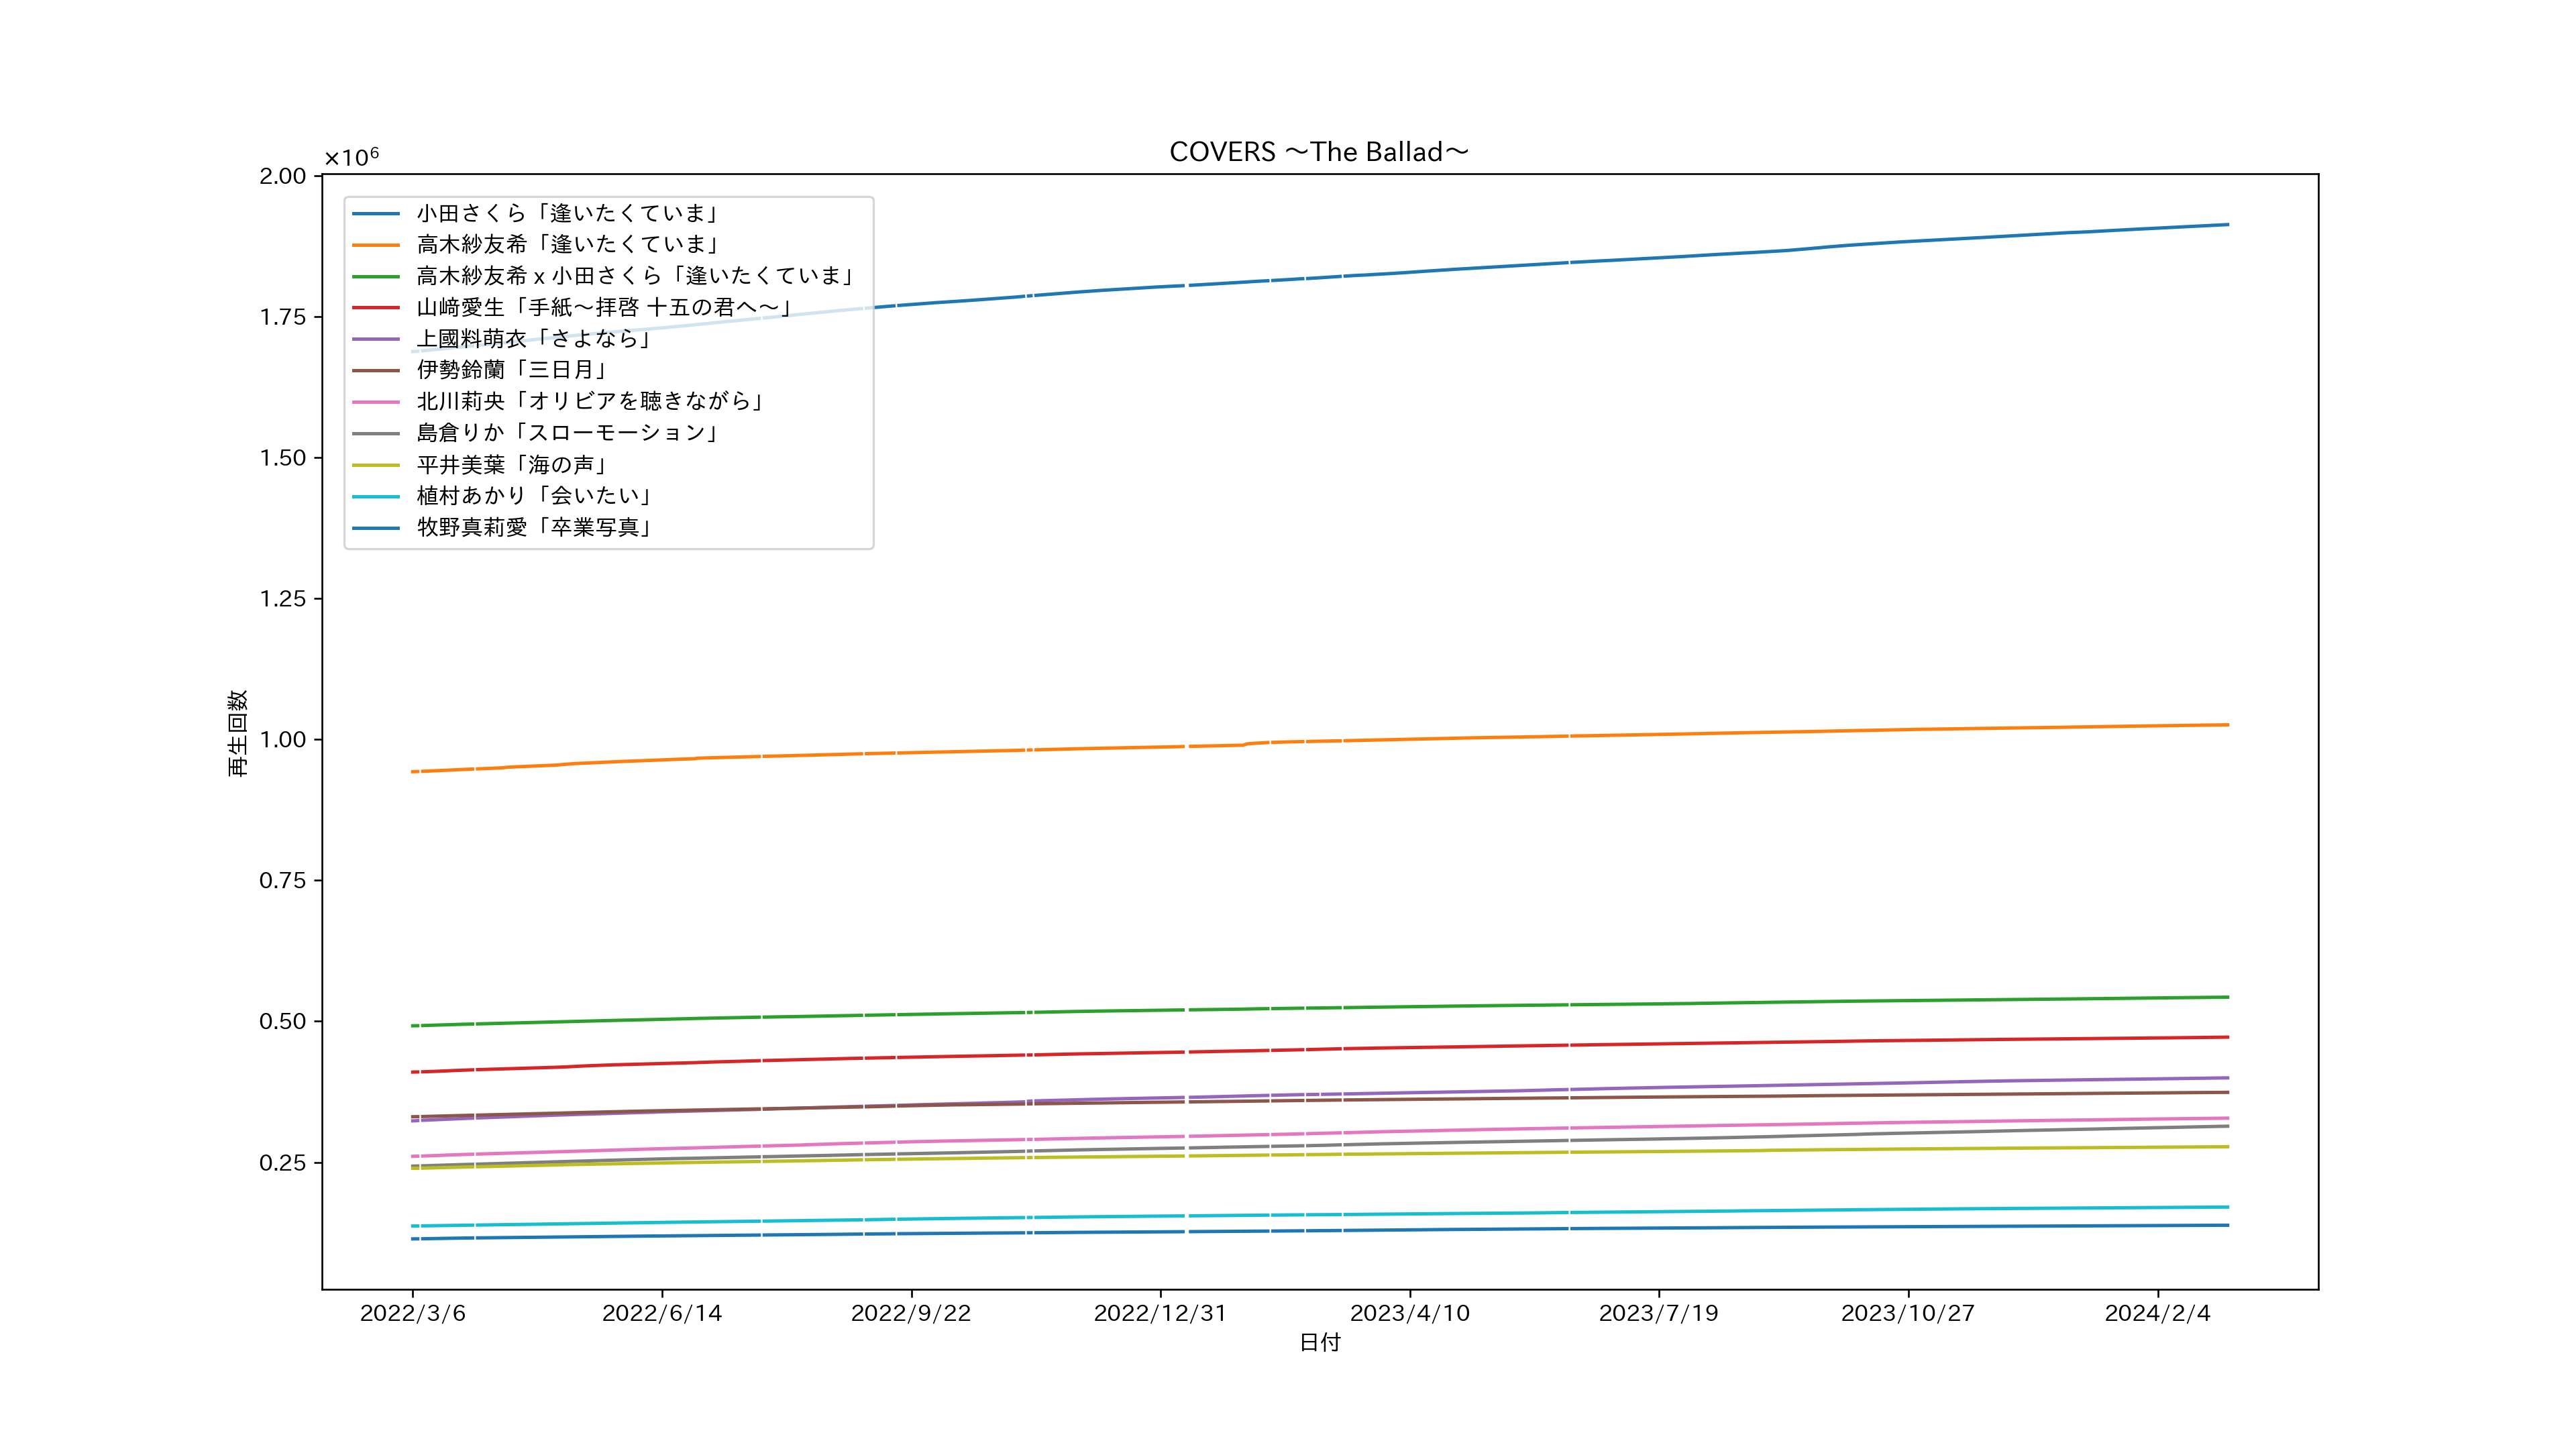 COVERS ～The Ballad～
×10⁶
2.00
1.75
1.50
1.25
1.00
0.75
0.50
0.25
再生回数
小田さくら「逢いたくていま」
高木紗友希「逢いたくていま」
高木紗友希 x 小田さくら「逢いたくていま」
山﨑愛生「手紙～拝啓 十五の君へ～」
上國料萌衣「さよなら」
伊勢鈴蘭「三日月」
北川莉央「オリビアを聴きながら」
島倉りか「スローモーション」
平井美葉「海の声」
植村あかり「会いたい」
牧野真莉愛「卒業写真」
2022/3/6
2022/6/14
2022/9/22
2022/12/31
2023/4/10
2023/7/19
2023/10/27
2024/2/4
日付